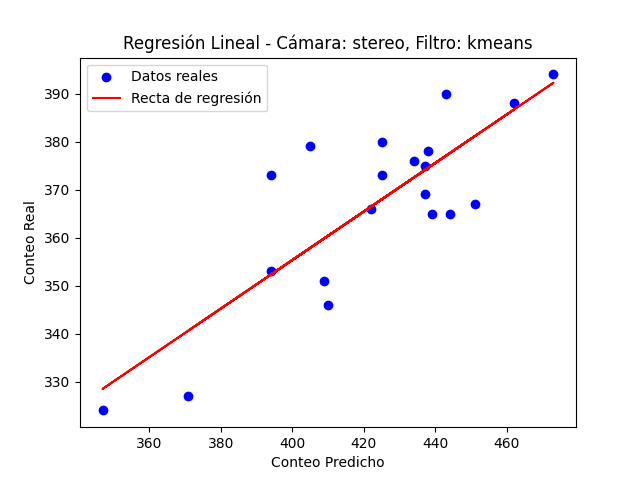 Regresión Lineal - Cámara: stereo, Filtro: kmeans
Datos reales
Recta de regresión
390
380
370
360
350
340
330
Conteo Real
360
380
400
420
440
460
Conteo Predicho